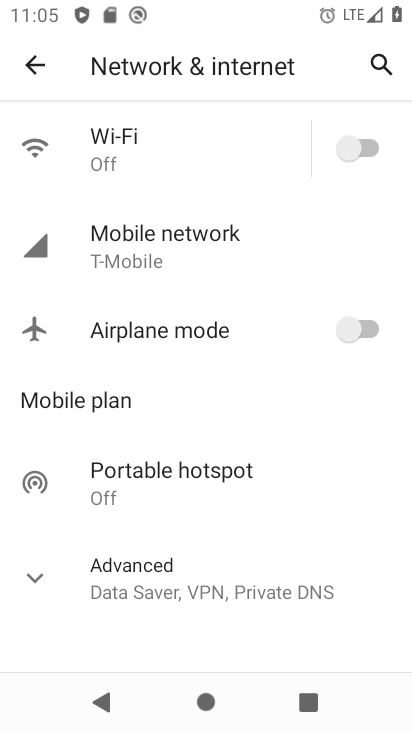 11:05
LTE
Network & internet
Wi-Fi
Off
Mobile network
T-Mobile
Airplane mode
Mobile plan
Portable hotspot
Off
Advanced
Data Saver, VPN, Private DNS